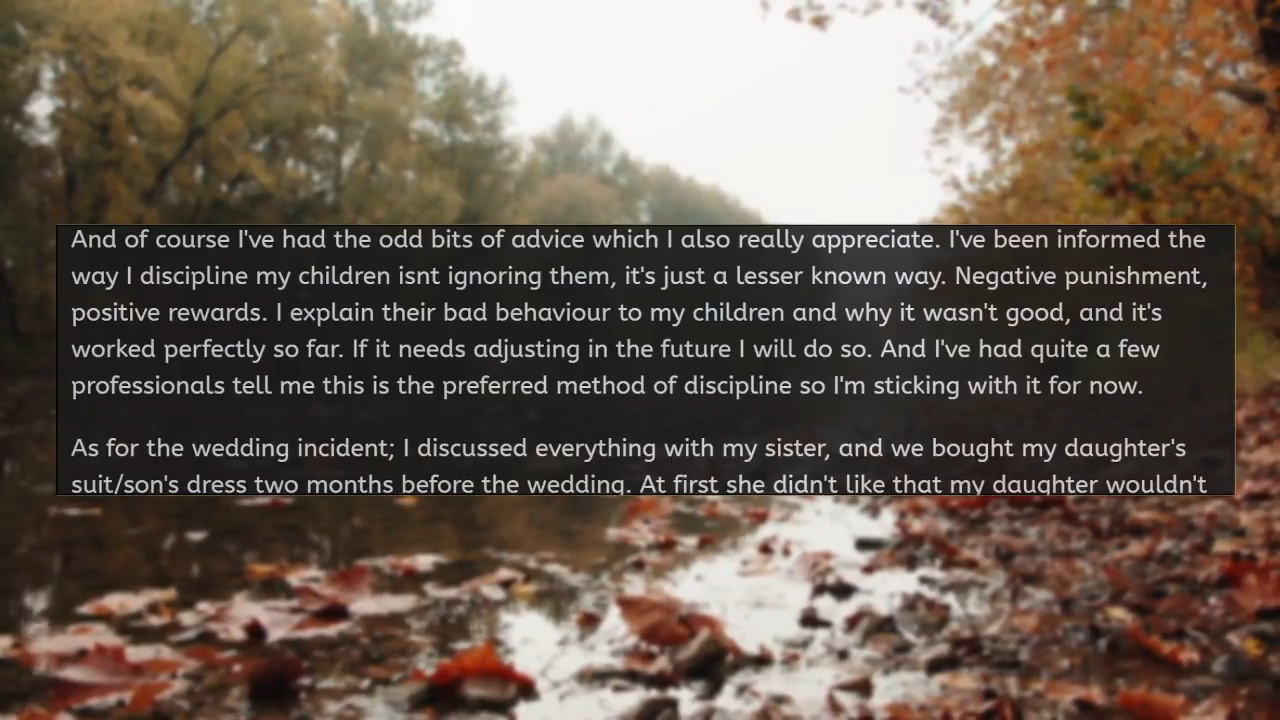 And of course I've had the odd bits of advice which I also really appreciate. I've been informed the
way I discipline my children isnt ignoring them, it's just a lesser known way. Negative punishment,
positive rewards. I explain their bad behaviour to my children and why it wasn't good, and it's
worked perfectly so far. If it needs adjusting in the future I will do so. And I've had quite a few
professionals tell me this is the preferred method of discipline so I'm sticking with it for now.
As for the wedding incident; I discussed everything with my sister, and we bought my daughter's
suit/son's dress two months before the wedding. At first she didn't like that my daughter wouldn't